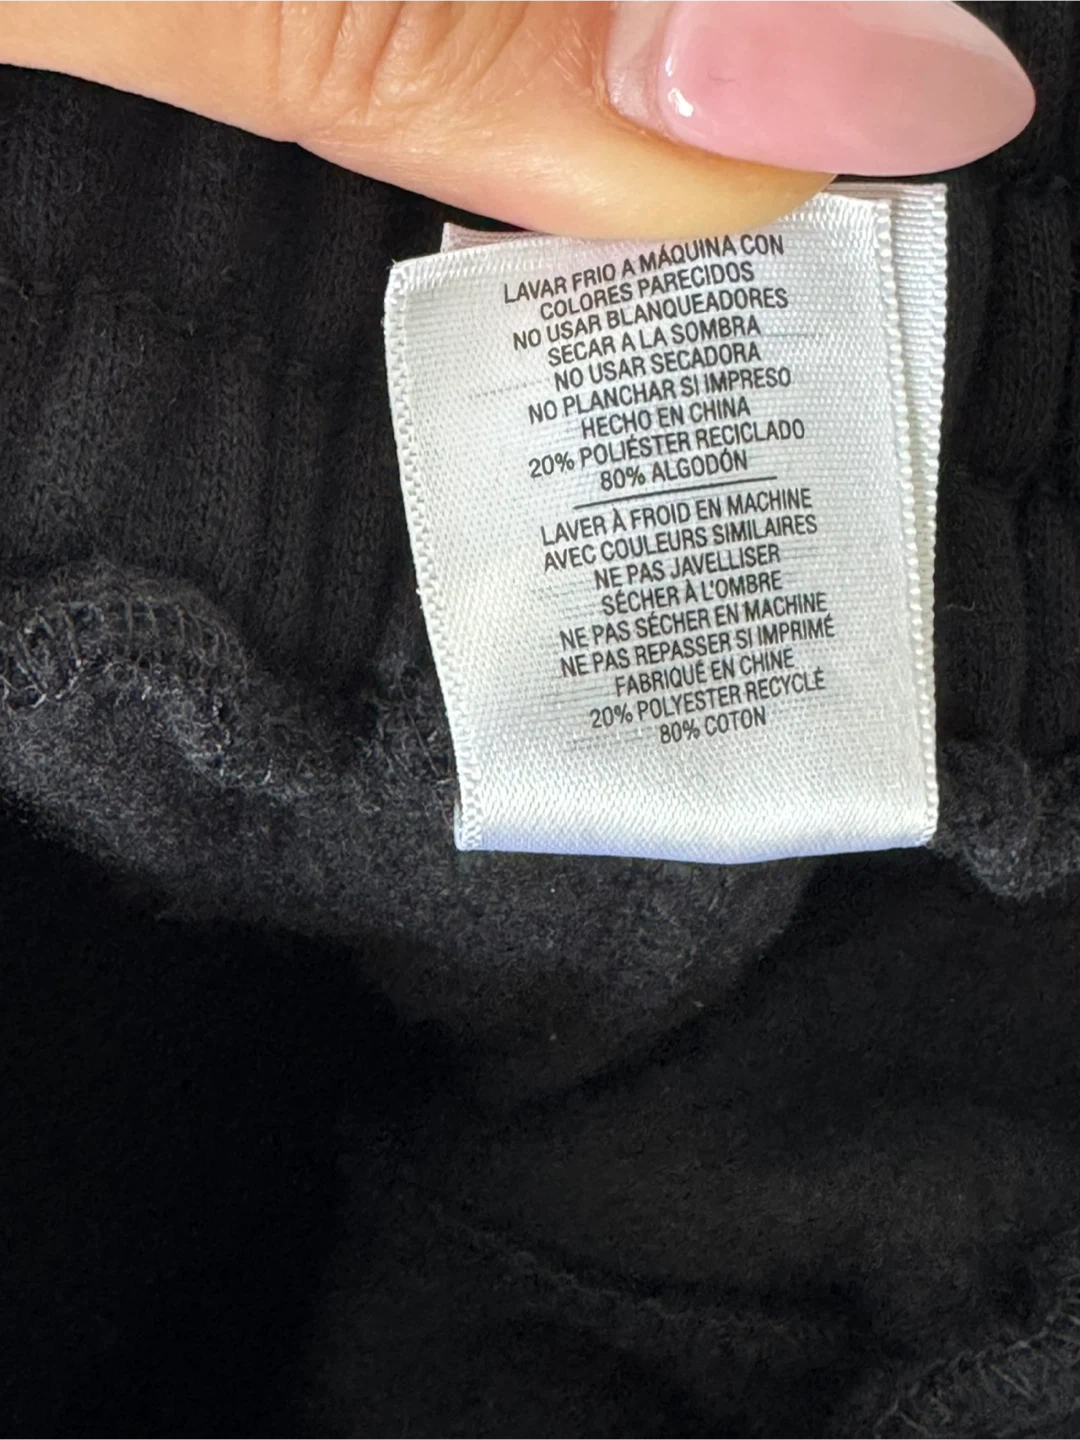 LAVAR FRIO A MÁQUINA CON
COLORES PARECIDOS
NO USAR BLANQUEADORES
SECAR A LA SOMBRA
NO USAR SECADORA
NO PLANCHAR SI IMPRESO
HECHO EN CHINA
20% POLIÉSTER RECICLADO
80% ALGODÓN
LAVER À FROID EN MACHINE
AVEC COULEURS SIMILAIRES
NE PAS JAVELLISER
SÉCHER À L'OMBRE
NE PAS SÉCHER EN MACHINE
NE PAS REPASSER SI IMPRIMÉ
FABRIQUÉ EN CHINE
20% POLYESTER RECYCLÉ
80% COTON